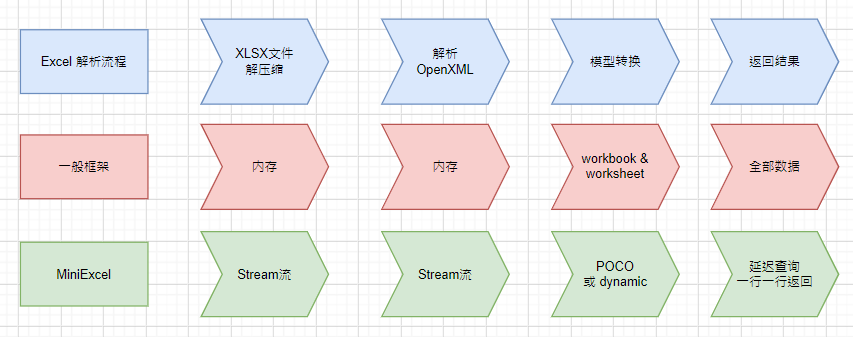 Excel 解析流程
XLSX文件
解压缩
解析
OpenXML
模型转换
返回结果
一般框架
内存
内存
workbook &
worksheet
全部数据
MiniExcel
Stream流
Stream流
POCO
或 dynamic
延迟查询
一行一行返回